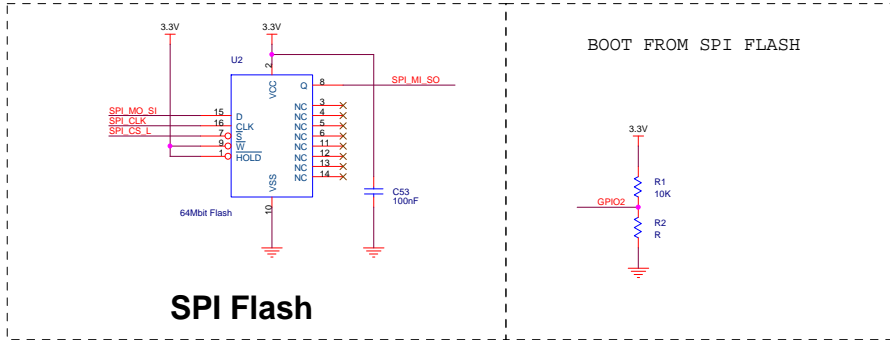 3.3V
3.3V
U2
2
VCC
Q
8
SPI_MI_SO
SPI_MO_SI
15
D
SPI_CLK
16
CLK
SPI_CS_L
7
S
9
W
1
HOLD
NC
3
NC
4
NC
5
NC
6
NC
11
NC
12
NC
13
NC
14
VSS
10
64Mbit Flash
C53
100nF
SPI Flash
BOOT FROM SPI FLASH
3.3V
R1
10K
GPIO2
R2
R